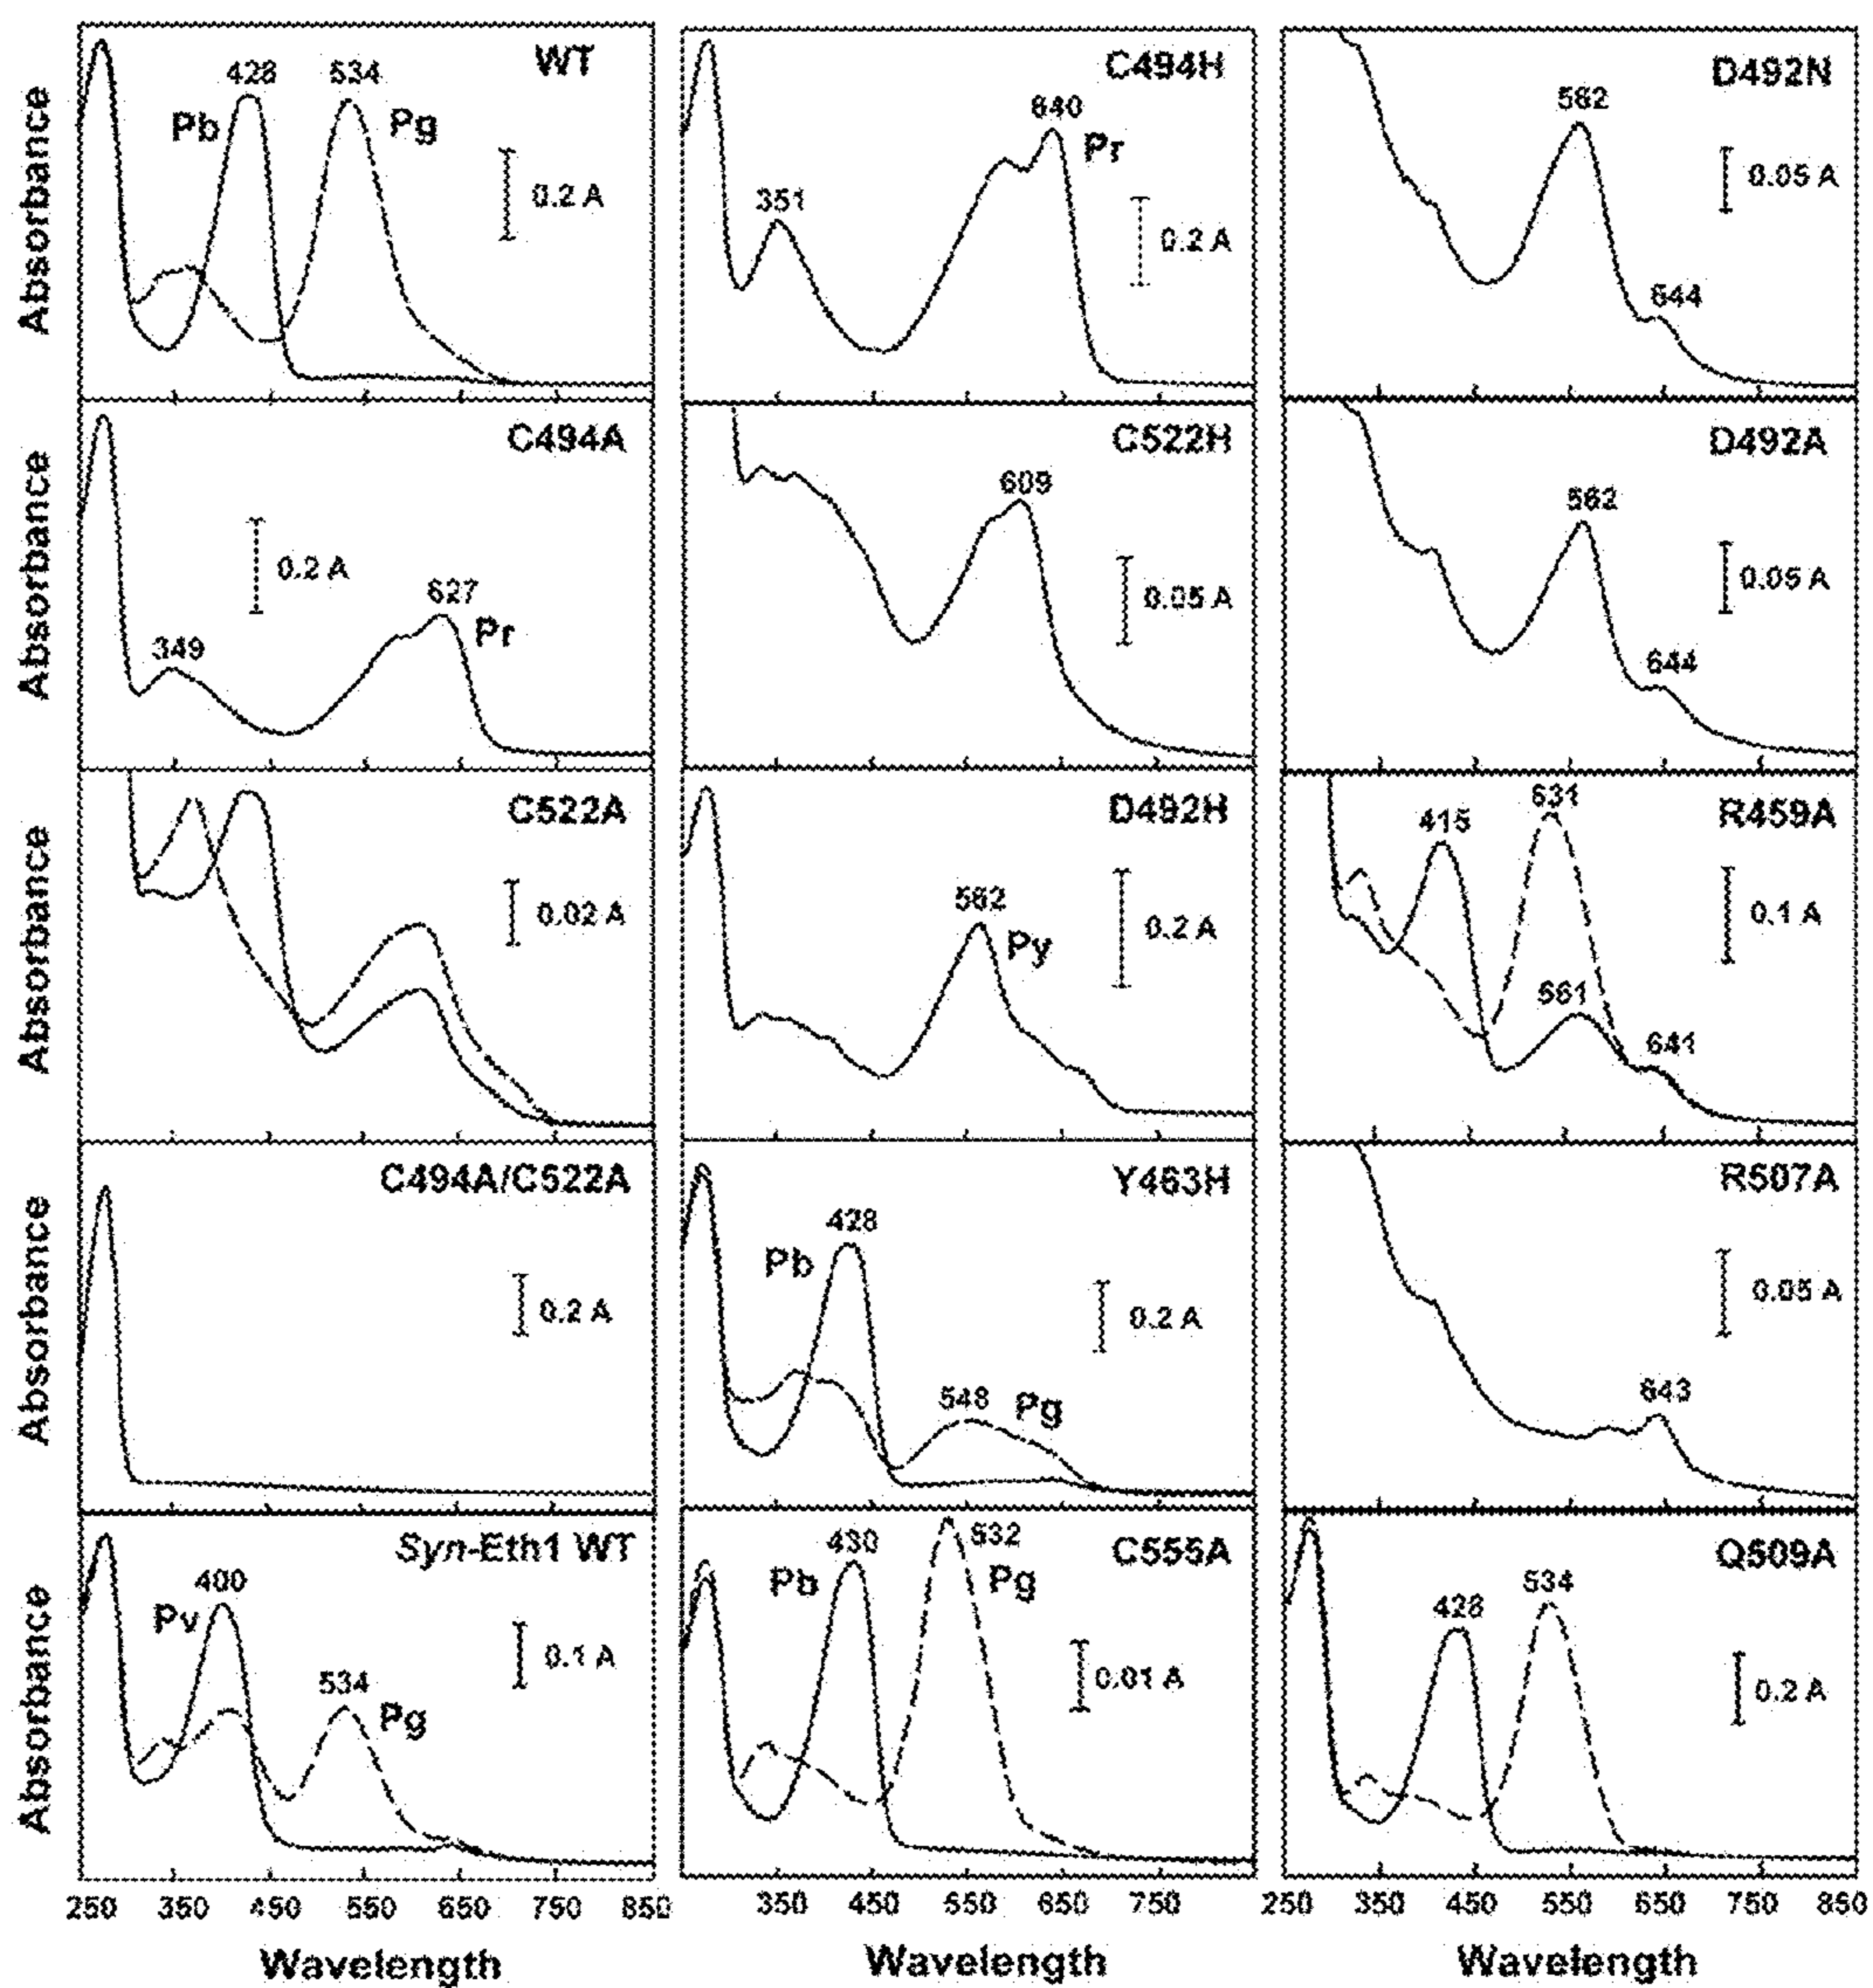 Absorbance
WT
428
534
Pb
Pg
0.2 A
C494H
640
Pr
351
0.2 A
D492N
562
0.05 A
644
Absorbance
C494A
0.2 A
627
349
Pr
C522H
609
0.05 A
D492A
562
0.05 A
644
Absorbance
C522A
0.02 A
D492H
562
Py
0.2 A
R459A
415
531
0.1 A
561
641
Absorbance
C494A/C522A
0.2 A
Y463H
428
Pb
0.2 A
548
Pg
R507A
0.05 A
643
Absorbance
Syn-Eth1 WT
400
Pv
0.1 A
534
Pg
C555A
430
532
Pb
Pg
0.01 A
Q509A
428
534
0.2 A
250 350 450 550 650 750 850
350 450 550 650 750
250 350 450 550 650 750 850
Wavelength
Wavelength
Wavelength